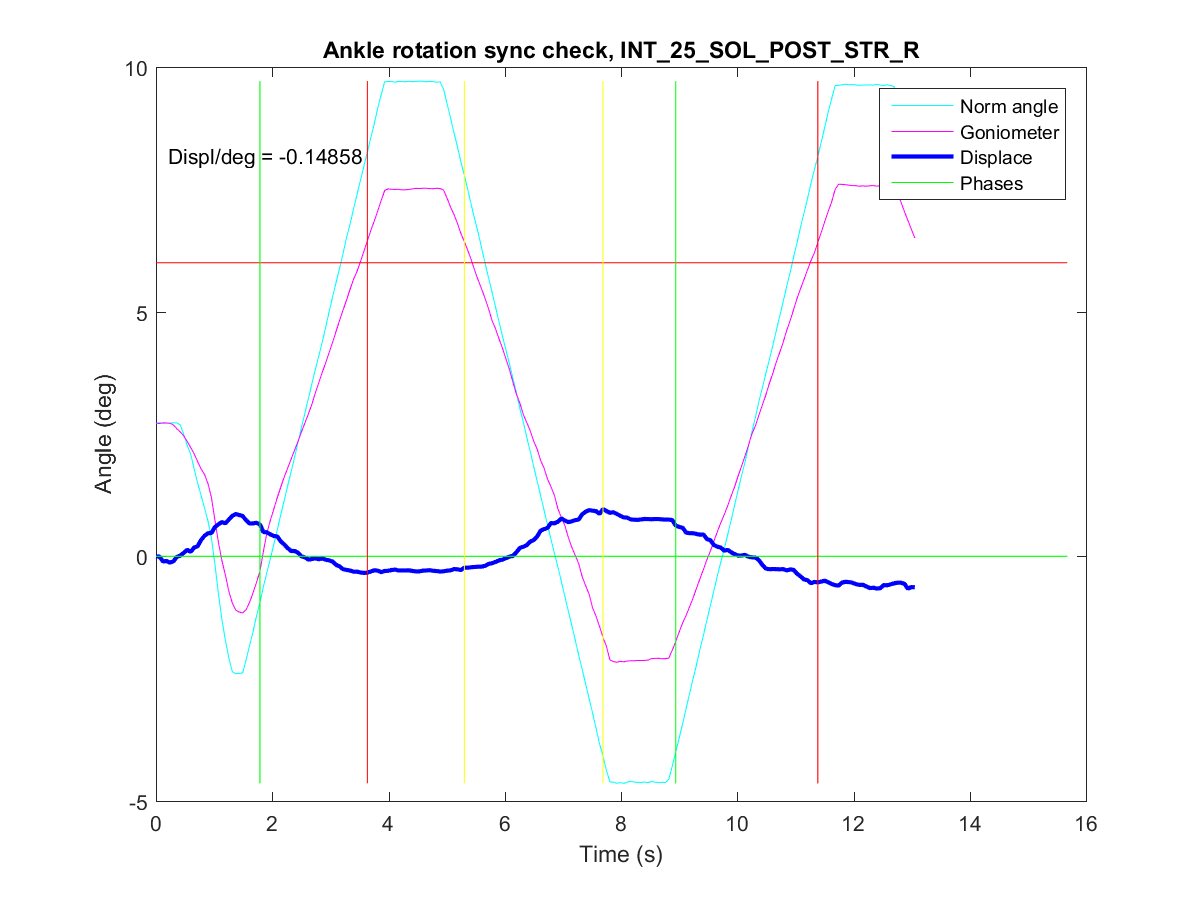 Ankle rotation sync check, INT_25_SOL_POST_STR_R
10
5
0
-5
Angle (deg)
Displ/deg = -0.14858
Norm angle
Goniometer
Displace
Phases
0 2 4 6 8 10 12 14 16
Time (s)